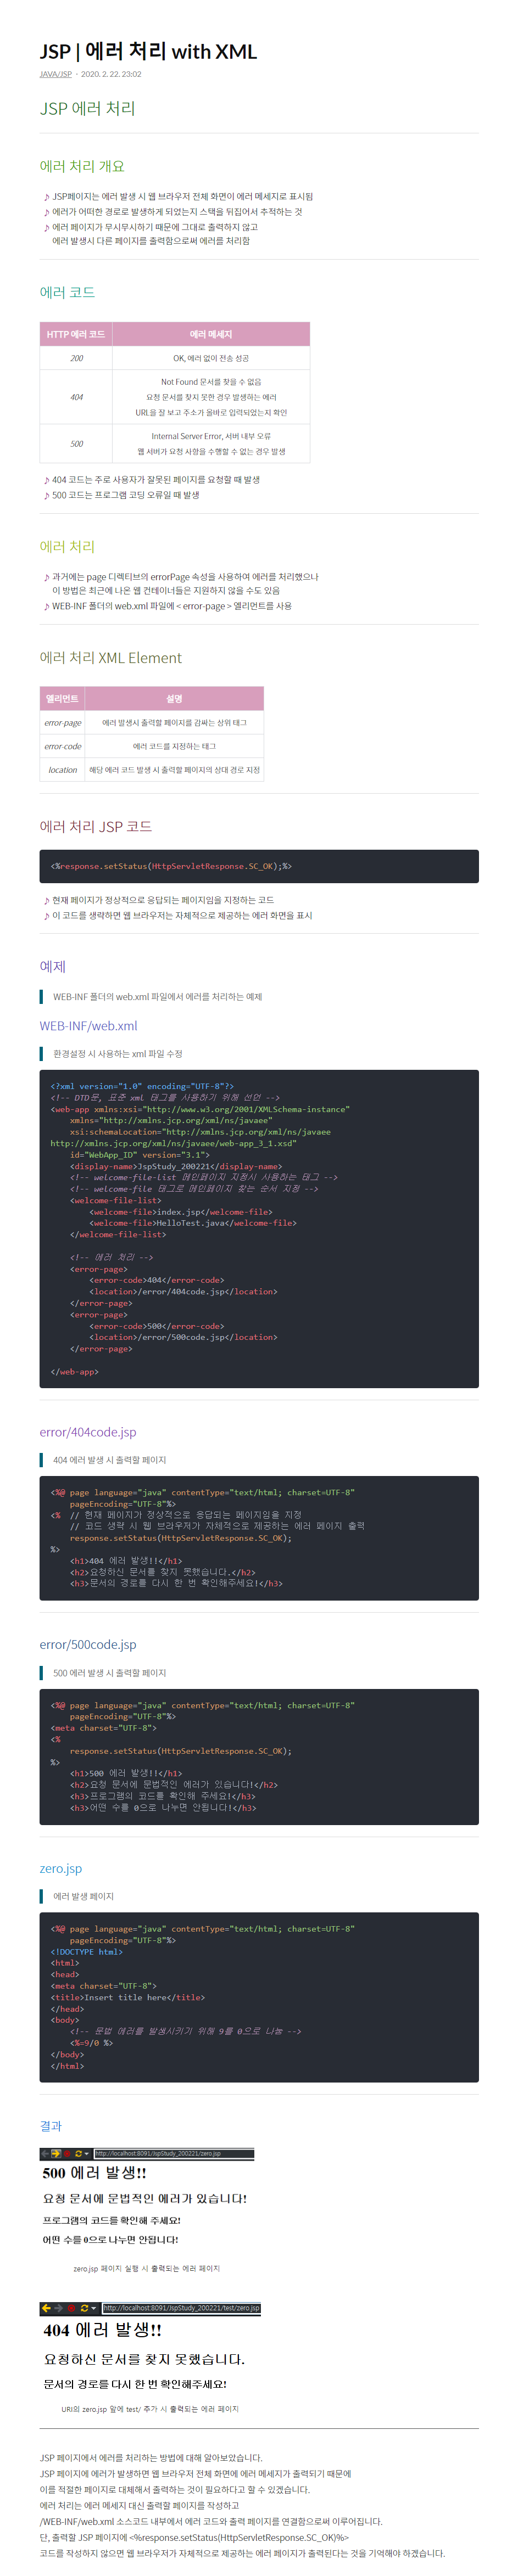 JSP | 에러 처리 with XML
JAVA/JSP · 2020. 2. 22. 23:02
JSP 에러 처리
에러 처리 개요
♪ JSP페이지는 에러 발생 시 웹 브라우저 전체 화면이 에러 메세지로 표시됨
♪ 에러가 어떠한 경로로 발생하게 되었는지 스택을 뒤집어서 추적하는 것
♪ 에러 페이지가 무시무시하기 때문에 그대로 출력하지 않고
에러 발생시 다른 페이지를 출력함으로써 에러를 처리함
에러 코드
HTTP 에러 코드 에러 메세지
200 OK, 에러 없이 전송 성공
404 Not Found 문서를 찾을 수 없음
요청 문서를 찾지 못한 경우 발생하는 에러
URL을 잘 보고 주소가 올바로 입력되었는지 확인
500 Internal Server Error, 서버 내부 오류
웹 서버가 요청 사항을 수행할 수 없는 경우 발생
♪ 404 코드는 주로 사용자가 잘못된 페이지를 요청할 때 발생
♪ 500 코드는 프로그램 코딩 오류일 때 발생
에러 처리
♪ 과거에는 page 디렉티브의 errorPage 속성을 사용하여 에러를 처리했으나
이 방법은 최근에 나온 웹 컨테이너들은 지원하지 않을 수도 있음
♪ WEB-INF 폴더의 web.xml 파일에 < error-page > 엘리먼트를 사용
에러 처리 XML Element
엘리먼트 설명
error-page 에러 발생시 출력할 페이지를 감싸는 상위 태그
error-code 에러 코드를 지정하는 태그
location 해당 에러 코드 발생 시 출력할 페이지의 상대 경로 지정
에러 처리 JSP 코드
<%response.setStatus(HttpServletResponse.SC_OK);%>
♪ 현재 페이지가 정상적으로 응답되는 페이지임을 지정하는 코드
♪ 이 코드를 생략하면 웹 브라우저는 자체적으로 제공하는 에러 화면을 표시
예제
WEB-INF 폴더의 web.xml 파일에서 에러를 처리하는 예제
WEB-INF/web.xml
환경설정 시 사용하는 xml 파일 수정
<?xml version="1.0" encoding="UTF-8"?>
<!-- DTD문, 표준 xml 태그를 사용하기 위해 선언 -->
<web-app xmlns:xsi="http://www.w3.org/2001/XMLSchema-instance"
xmlns="http://xmlns.jcp.org/xml/ns/javaee"
xsi:schemaLocation="http://xmlns.jcp.org/xml/ns/javaee
http://xmlns.jcp.org/xml/ns/javaee/web-app_3_1.xsd"
id="WebApp_ID" version="3.1">
<display-name>JspStudy_200221</display-name>
<!-- welcome-file-list 메인페이지 지정시 사용하는 태그 -->
<!-- welcome-file 태그로 메인페이지 찾는 순서 지정 -->
<welcome-file-list>
<welcome-file>index.jsp</welcome-file>
<welcome-file>HelloTest.java</welcome-file>
</welcome-file-list>
<!-- 에러 처리 -->
<error-page>
<error-code>404</error-code>
<location>/error/404code.jsp</location>
</error-page>
<error-page>
<error-code>500</error-code>
<location>/error/500code.jsp</location>
</error-page>
</web-app>
error/404code.jsp
404 에러 발생 시 출력할 페이지
<%@ page language="java" contentType="text/html; charset=UTF-8"
pageEncoding="UTF-8"%>
<% // 현재 페이지가 정상적으로 응답되는 페이지임을 지정
// 코드 생략 시 웹 브라우저가 자체적으로 제공하는 에러 페이지 출력
response.setStatus(HttpServletResponse.SC_OK);
%>
<h1>404 에러 발생!!</h1>
<h2>요청하신 문서를 찾지 못했습니다.</h2>
<h3>문서의 경로를 다시 한 번 확인해주세요!</h3>
error/500code.jsp
500 에러 발생 시 출력할 페이지
<%@ page language="java" contentType="text/html; charset=UTF-8"
pageEncoding="UTF-8"%>
<meta charset="UTF-8">
<%
response.setStatus(HttpServletResponse.SC_OK);
%>
<h1>500 에러 발생!!</h1>
<h2>요청 문서에 문법적인 에러가 있습니다!</h2>
<h3>프로그램의 코드를 확인해 주세요!</h3>
<h3>어떤 수를 0으로 나누면 안됩니다!</h3>
zero.jsp
에러 발생 페이지
<%@ page language="java" contentType="text/html; charset=UTF-8"
pageEncoding="UTF-8"%>
<!DOCTYPE html>
<html>
<head>
<meta charset="UTF-8">
<title>Insert title here</title>
</head>
<body>
<!-- 문법 에러를 발생시키기 위해 9를 0으로 나눔 -->
<%=9/0 %>
</body>
</html>
결과
http://localhost:8091/JspStudy_200221/zero.jsp
500 에러 발생!!
요청 문서에 문법적인 에러가 있습니다!
프로그램의 코드를 확인해 주세요!
어떤 수를 0으로 나누면 안됩니다!
zero.jsp 페이지 실행 시 출력되는 에러 페이지
http://localhost:8091/JspStudy_200221/test/zero.jsp
404 에러 발생!!
요청하신 문서를 찾지 못했습니다.
문서의 경로를 다시 한 번 확인해주세요!
URI의 zero.jsp 앞에 test/ 추가 시 출력되는 에러 페이지
JSP 페이지에서 에러를 처리하는 방법에 대해 알아보았습니다.
JSP 페이지에 에러가 발생하면 웹 브라우저 전체 화면에 에러 메세지가 출력되기 때문에
이를 적절한 페이지로 대체해서 출력하는 것이 필요하다고 할 수 있겠습니다.
에러 처리는 에러 메세지 대신 출력할 페이지를 작성하고
/WEB-INF/web.xml 소스코드 내부에서 에러 코드와 출력 페이지를 연결함으로써 이루어집니다.
단, 출력할 JSP 페이지에 <%response.setStatus(HttpServletResponse.SC_OK)%>
코드를 작성하지 않으면 웹 브라우저가 자체적으로 제공하는 에러 페이지가 출력된다는 것을 기억해야 하겠습니다.